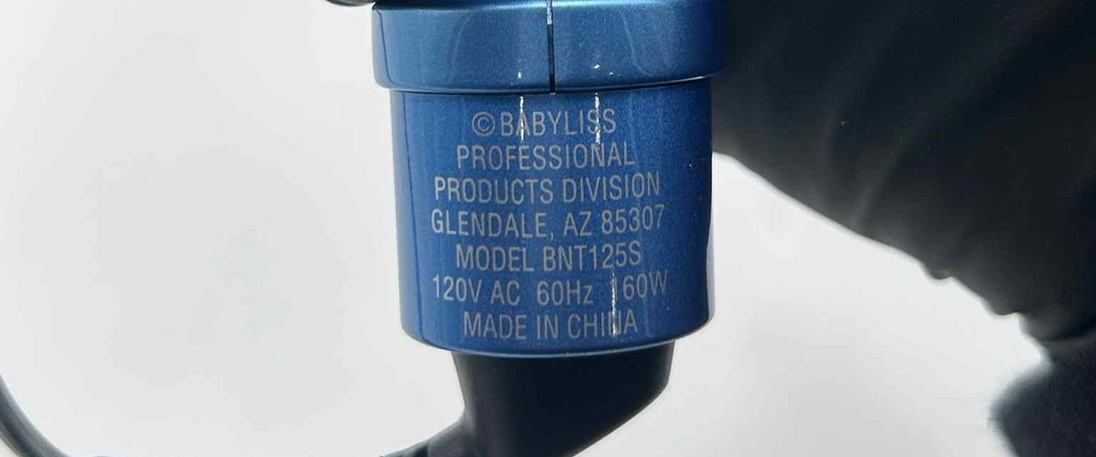 ©BABYLISS
PROFESSIONAL
PRODUCTS DIVISION
GLENDALE, AZ 85307
MODEL BNT125S
120V AC 60Hz 160W
MADE IN CHINA